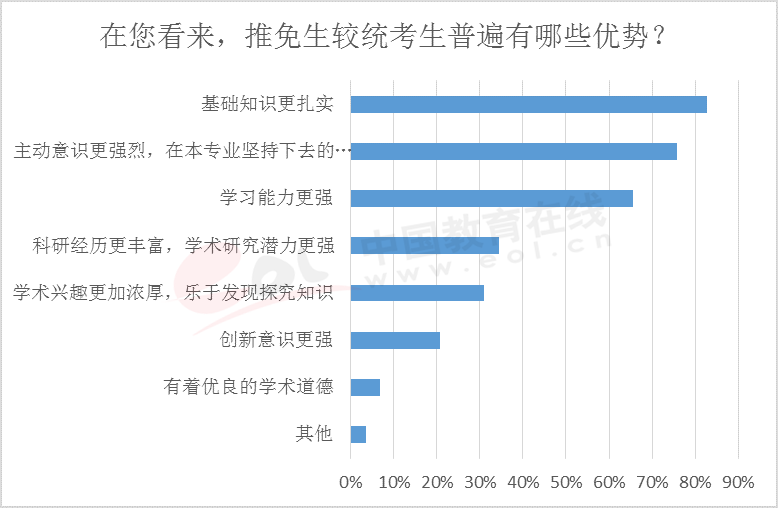 在您看来，推免生较统考生普遍有哪些优势？
基础知识更扎实
主动意识更强烈，在本专业坚持下去的…
学习能力更强
科研经历更丰富，学术研究潜力更强
学术兴趣更加浓厚，乐于发现探究知识
创新意识更强
有着优良的学术道德
其他
0% 10% 20% 30% 40% 50% 60% 70% 80% 90%
eol
中国教育在线
www.eol.cn